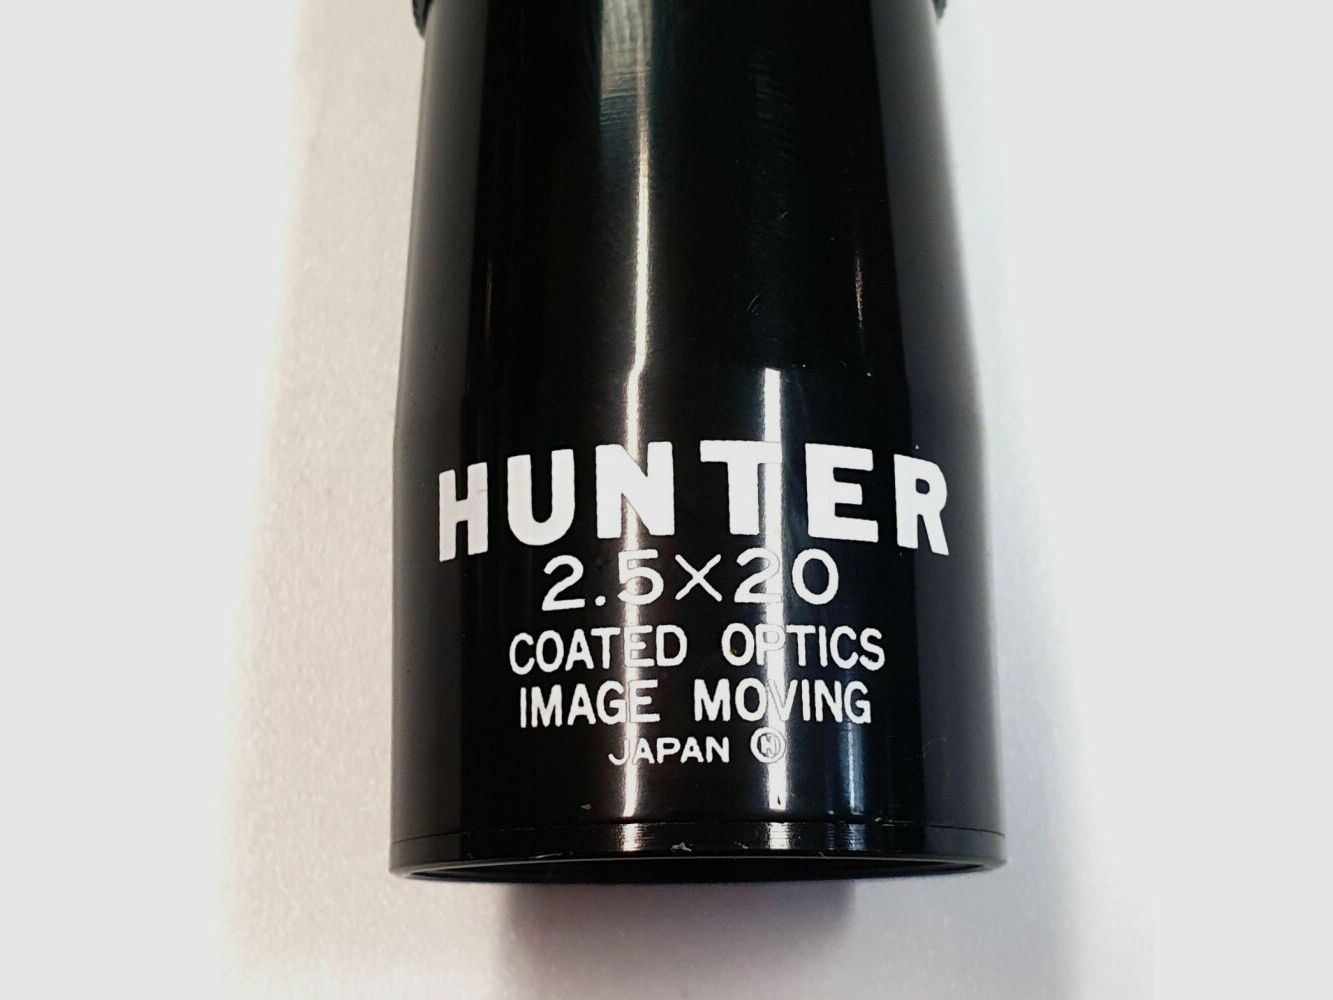 HUNTER
2.5×20
COATED OPTICS
IMAGE MOVING
JAPAN Ⓗ